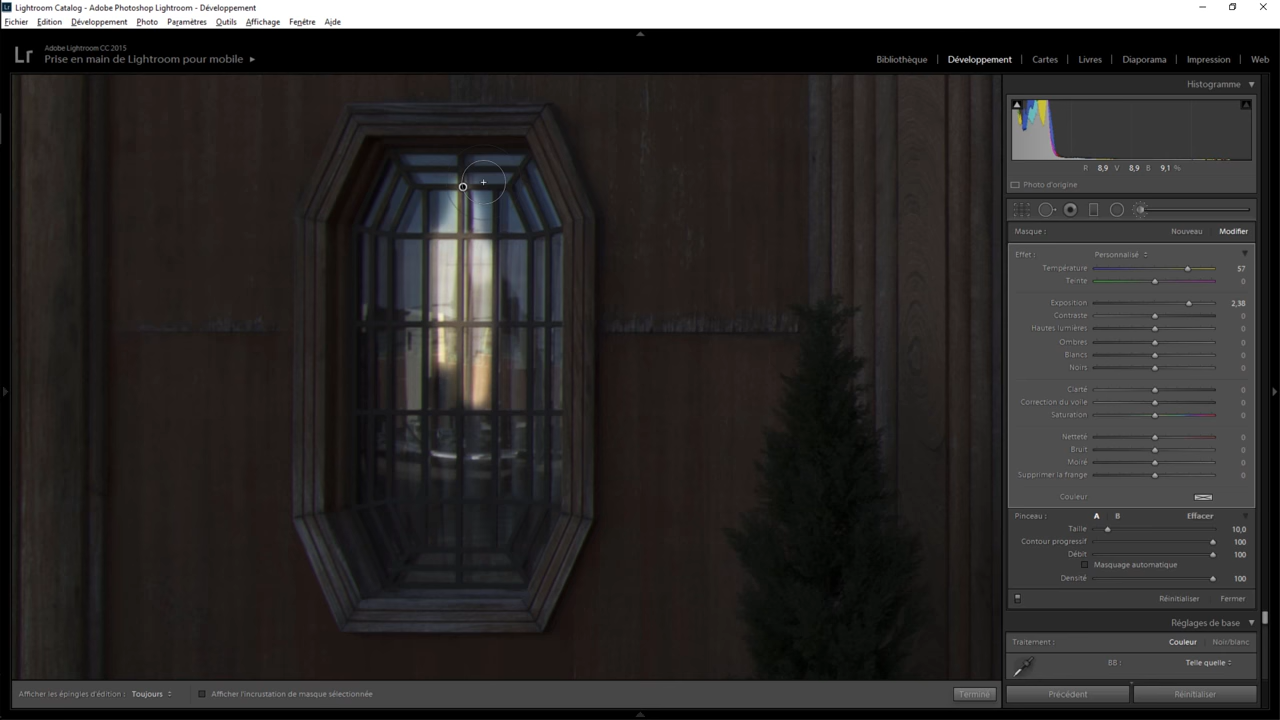 Lightroom Catalog - Adobe Photoshop Lightroom - Développement
Fichier Edition Développement Photo Paramètres Outils Affichage Fenêtre Aide
Lr
Adobe Lightroom CC 2015
Prise en main de Lightroom pour mobile
Bibliothèque | Développement | Cartes | Livres | Diaporama | Impression | Web
Histogramme
R 8,9 V 8,9 B 9,1 %
Photo d'origine
Masque : Nouveau Modifier
Effet : Personnalisé
Température 57
Teinte 0
Exposition 2,38
Contraste 0
Hautes lumières 0
Ombres 0
Blancs 0
Noirs 0
Clarté 0
Correction du voile 0
Saturation 0
Netteté 0
Bruit 0
Moiré 0
Supprimer la frange 0
Couleur
Pinceau : A B Effacer
Taille 10,0
Contour progressif 100
Débit 100
Masquage automatique
Densité 100
Réinitialiser Fermer
Réglages de base
Traitement : Couleur Noir/blanc
BB : Telle quelle
Afficher les épingles d'édition : Toujours Afficher l'incrustation de masque sélectionnée Terminé
Précédent Réinitialiser